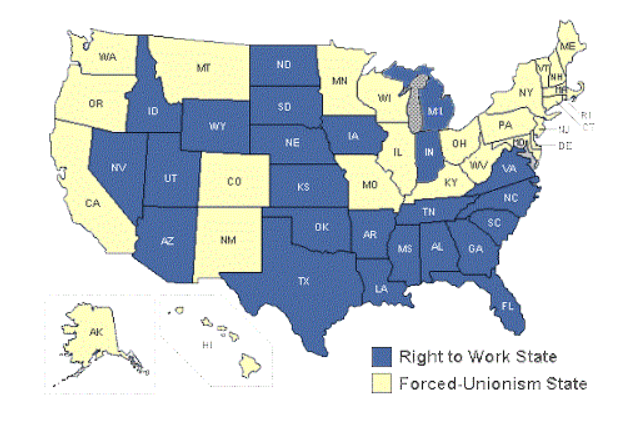 ME
WA
MT
ND
MN
VT
NH
OR
ID
SD
WI
MI
NY
MA
RI
CT
WY
IA
PA
NJ
NE
IL
IN
OH
MD
DE
NV
UT
CO
KS
MO
WV
VA
KY
CA
NC
TN
AZ
NM
OK
AR
SC
MS
AL
GA
TX
LA
FL
AK
HI
Right to Work State
Forced-Unionism State